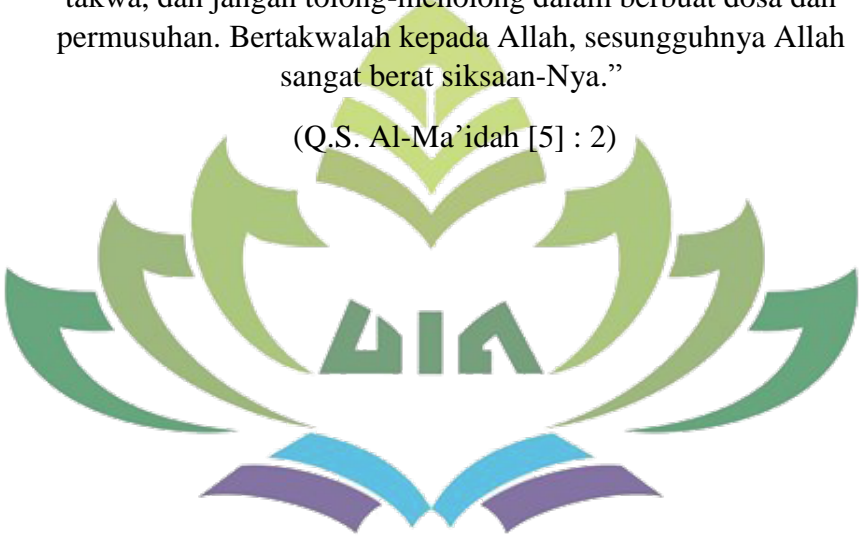 takwa, dan jangan tolong-menolong dalam berbuat dosa dan
permusuhan. Bertakwalah kepada Allah, sesungguhnya Allah
sangat berat siksaan-Nya.”
(Q.S. Al-Ma’idah [5] : 2)
UIN